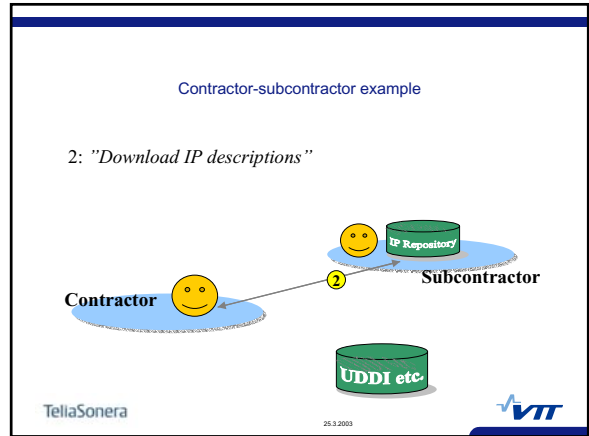 Contractor-subcontractor example
2: ”Download IP descriptions”
IP Repository
2
Subcontractor
Contractor
UDDI etc.
TeliaSonera
25.3.2003
VTT